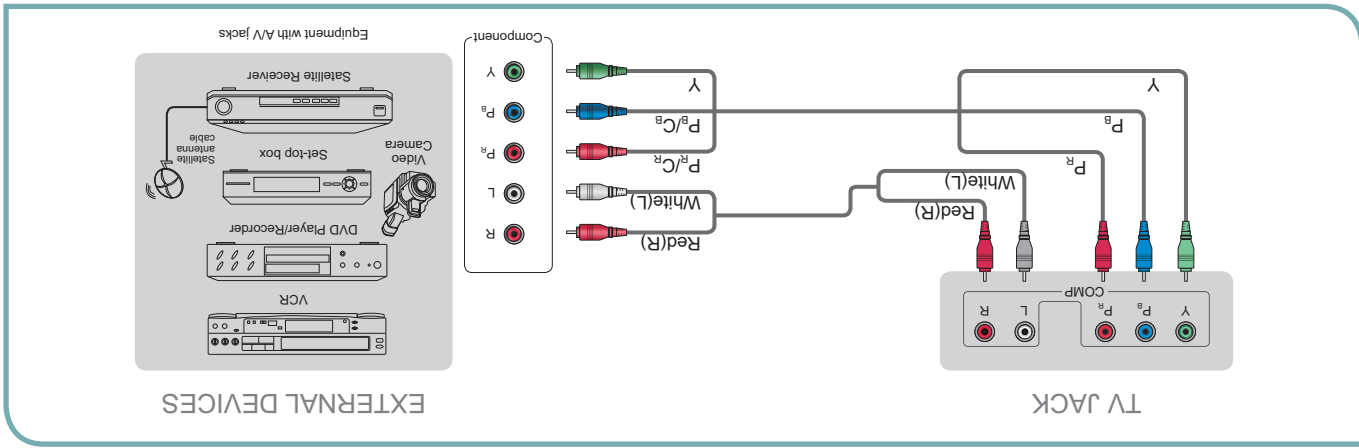 TV JACK
Y
PB
PR
L
R
COMP
Red(R)
White(L)
PR
PB
Y
Red(R)
White(L)
PR/CR
PB/CB
Y
R
L
PR
PB
Y
Component
EXTERNAL DEVICES
VCR
DVD Player/Recorder
Video
Camera
Set-top box
Satellite
antenna
cable
Satellite Receiver
Equipment with A/V jacks